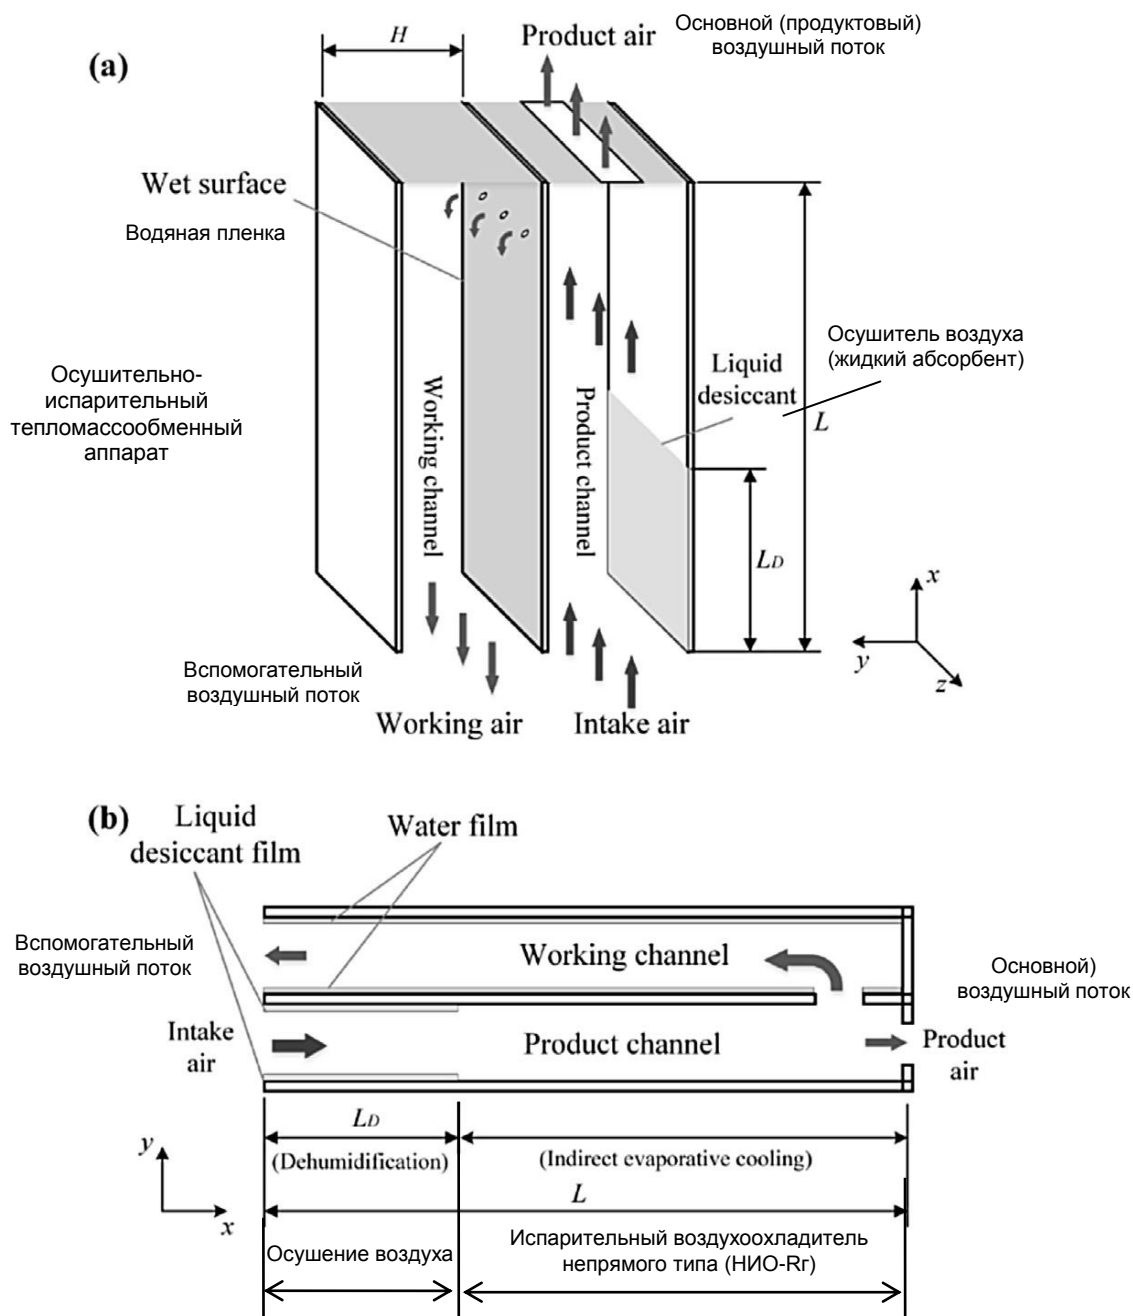 (a)
H
Product air
Основной (продуктовый)
воздушный поток
Wet surface
Водяная пленка
Осушительно-
испарительный
тепломассообменный
аппарат
Working channel
Product channel
Liquid
desiccant
Осушитель воздуха
(жидкий абсорбент)
L
LD
x
y
z
Вспомогательный
воздушный поток
Working air
Intake air
(b)
Liquid
desiccant film
Water film
Вспомогательный
воздушный поток
Working channel
Основной)
воздушный поток
Intake
air
Product channel
Product
air
LD
(Dehumidification)
(Indirect evaporative cooling)
y
x
L
Осушение воздуха
Испарительный воздухоохладитель
непрямого типа (НИО-Rг)